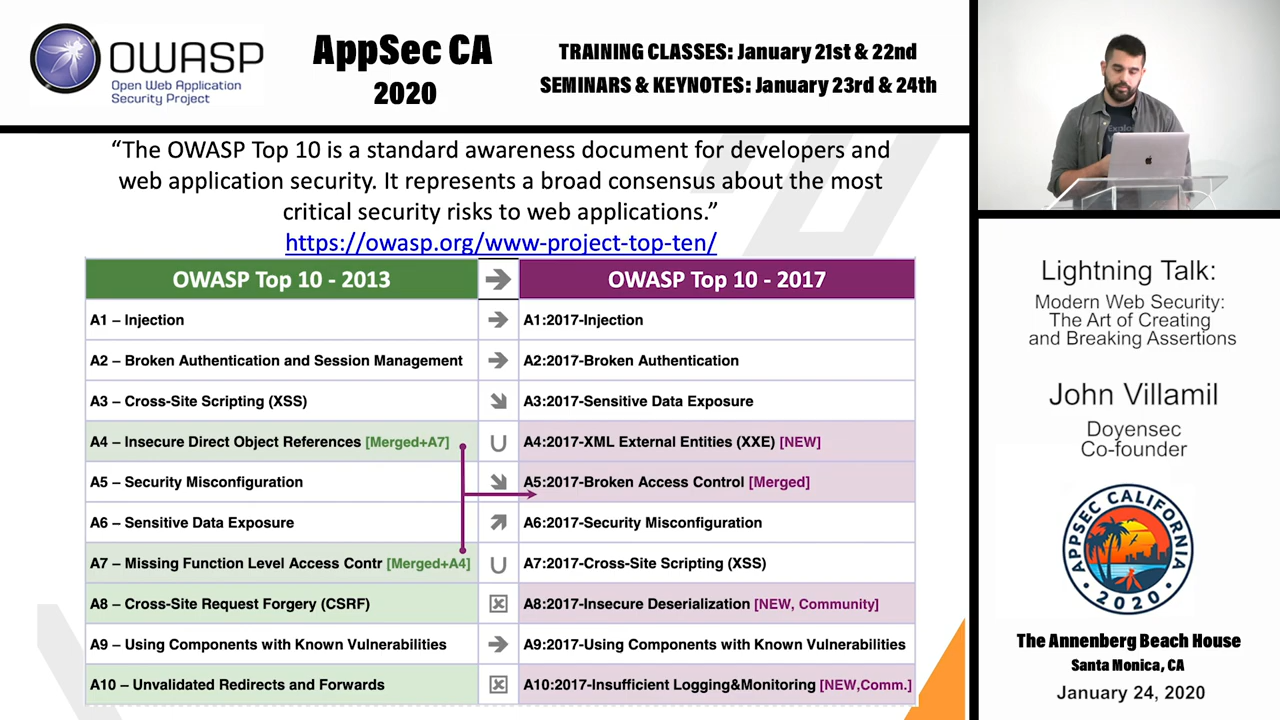 OWASP
Open Web Application
Security Project
AppSec CA
2020
TRAINING CLASSES: January 21st & 22nd
SEMINARS & KEYNOTES: January 23rd & 24th
“The OWASP Top 10 is a standard awareness document for developers and
web application security. It represents a broad consensus about the most
critical security risks to web applications.”
https://owasp.org/www-project-top-ten/
OWASP Top 10 - 2013 OWASP Top 10 - 2017
A1 – Injection A1:2017-Injection
A2 – Broken Authentication and Session Management A2:2017-Broken Authentication
A3 – Cross-Site Scripting (XSS) A3:2017-Sensitive Data Exposure
A4 – Insecure Direct Object References [Merged+A7] A4:2017-XML External Entities (XXE) [NEW]
A5 – Security Misconfiguration A5:2017-Broken Access Control [Merged]
A6 – Sensitive Data Exposure A6:2017-Security Misconfiguration
A7 – Missing Function Level Access Contr [Merged+A4] A7:2017-Cross-Site Scripting (XSS)
A8 – Cross-Site Request Forgery (CSRF) A8:2017-Insecure Deserialization [NEW, Community]
A9 – Using Components with Known Vulnerabilities A9:2017-Using Components with Known Vulnerabilities
A10 – Unvalidated Redirects and Forwards A10:2017-Insufficient Logging&Monitoring [NEW,Comm.]
Lightning Talk:
Modern Web Security:
The Art of Creating
and Breaking Assertions
John Villamil
Doyensec
Co-founder
APPSEC CALIFORNIA
• 2020 •
The Annenberg Beach House
Santa Monica, CA
January 24, 2020